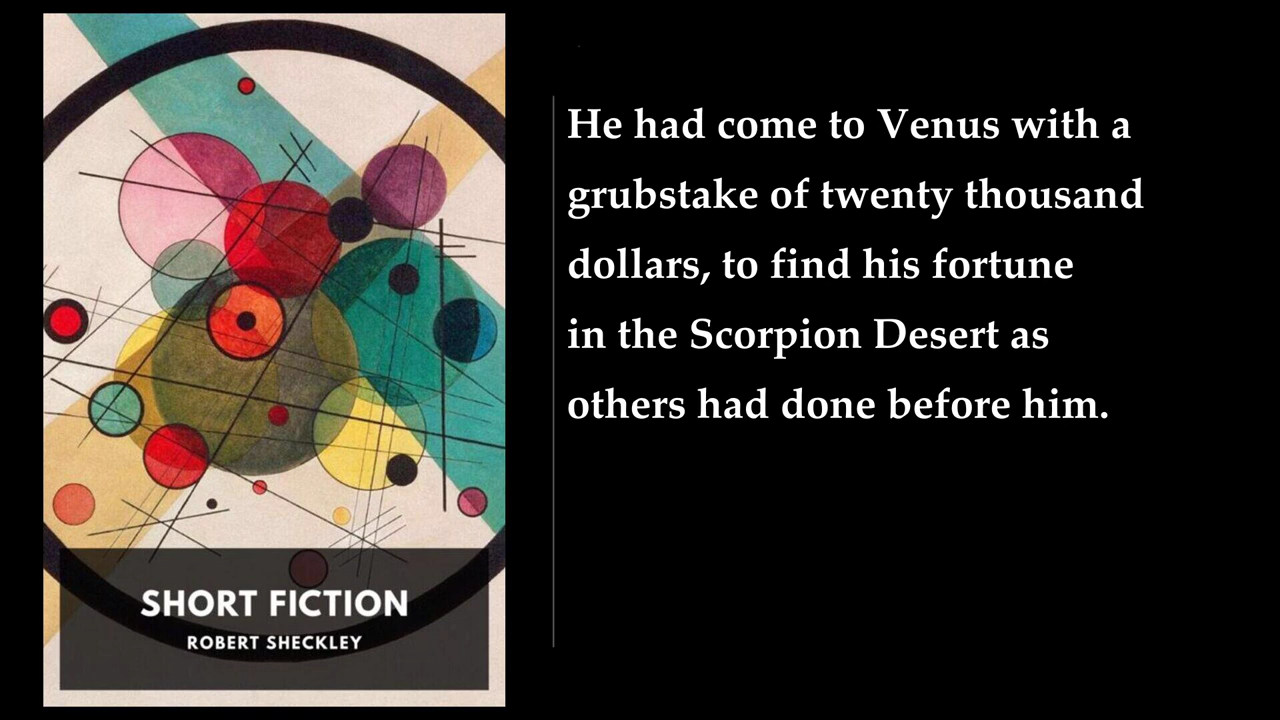 He had come to Venus with a
grubstake of twenty thousand
dollars, to find his fortune
in the Scorpion Desert as
others had done before him.
SHORT FICTION
ROBERT SHECKLEY